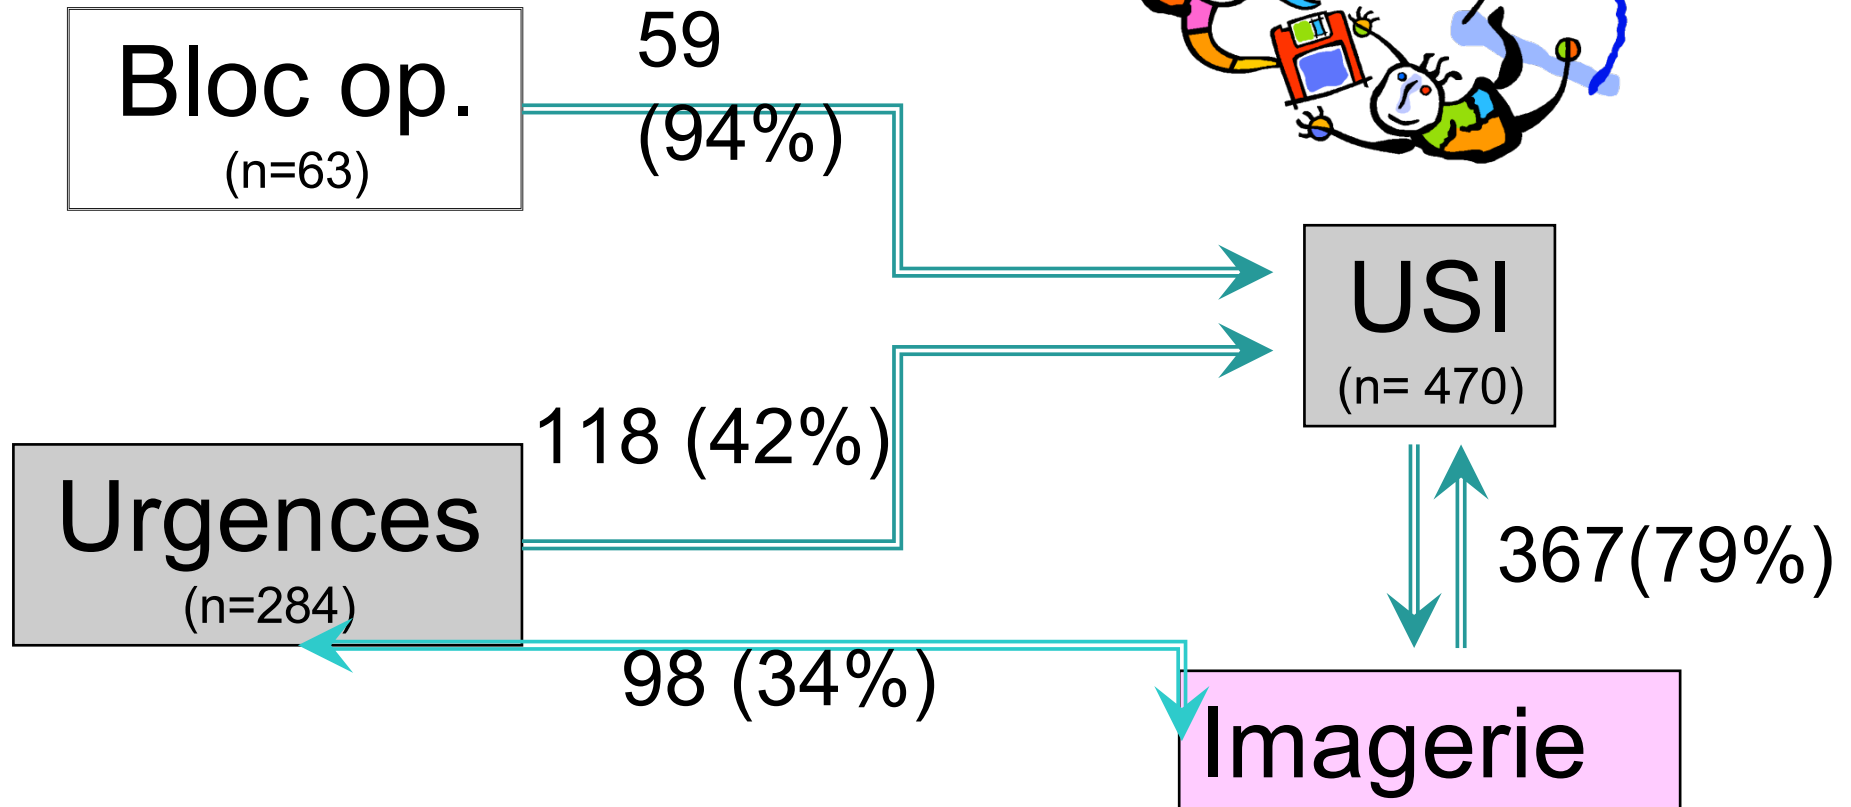 Bloc op.
(n=63)
59
(94%)
USI
(n= 470)
118 (42%)
Urgences
(n=284)
367(79%)
98 (34%)
Imagerie